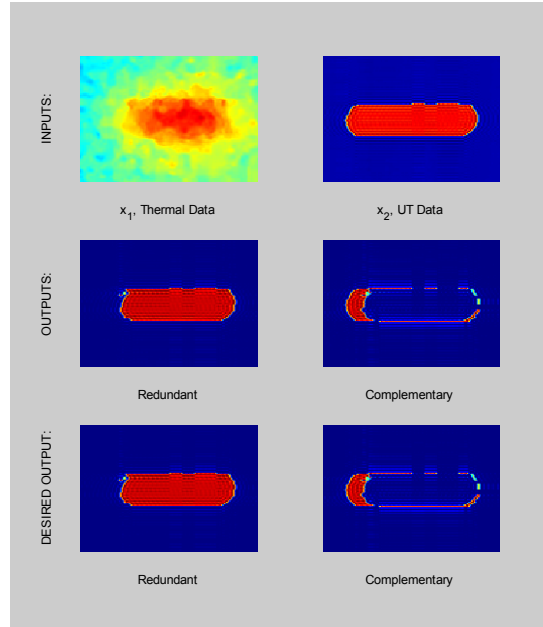 INPUTS:
x1, Thermal Data
x2, UT Data
OUTPUTS:
Redundant
Complementary
DESIRED OUTPUT:
Redundant
Complementary